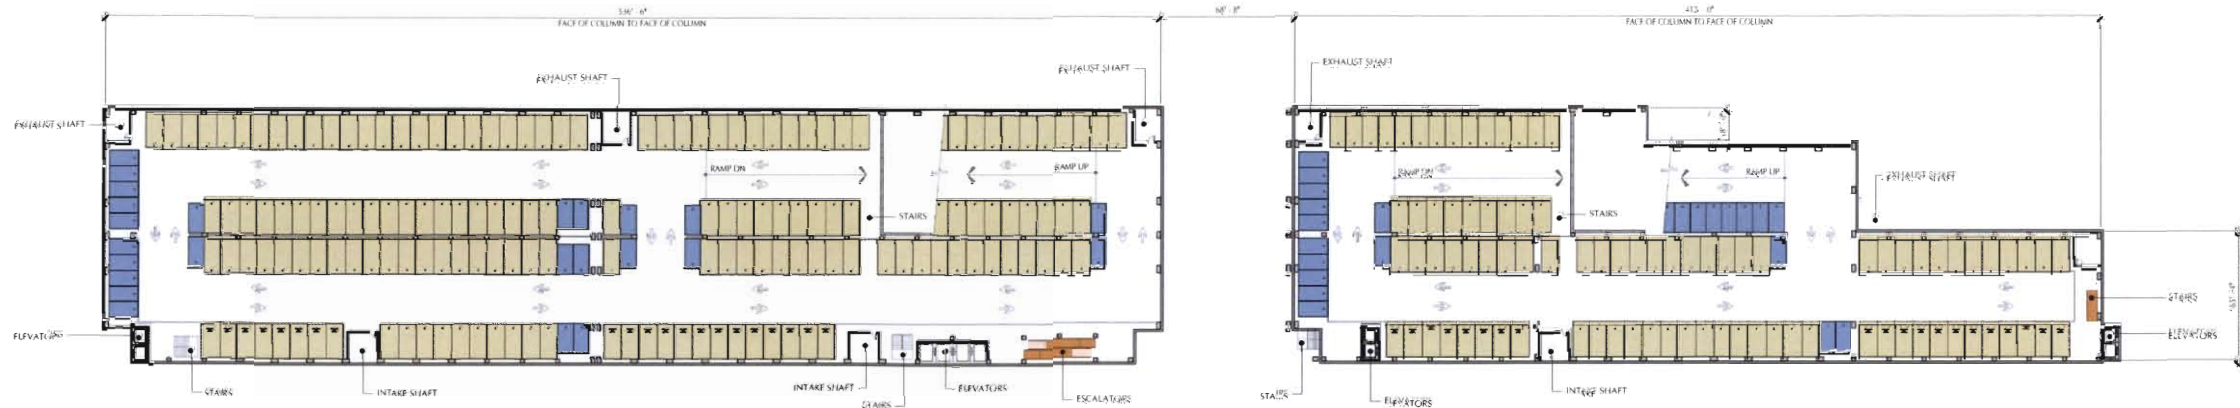 FACE OF COLUMN TO FACE OF COLUMN
FACE OF COLUMN TO FACE OF COLUMN
EXHAUST SHAFT
EXHAUST SHAFT
EXHAUST SHAFT
EXHAUST SHAFT
RAMP DN
RAMP UP
RAMP DN
RAMP UP
EXHAUST SHAFT
STAIRS
STAIRS
STAIRS
ELEVATORS
ELEVATORS
STAIRS
INTAKE SHAFT
INTAKE SHAFT
STAIRS
ELEVATORS
ESCALATORS
STAIRS
ELEVATORS
INTAKE SHAFT